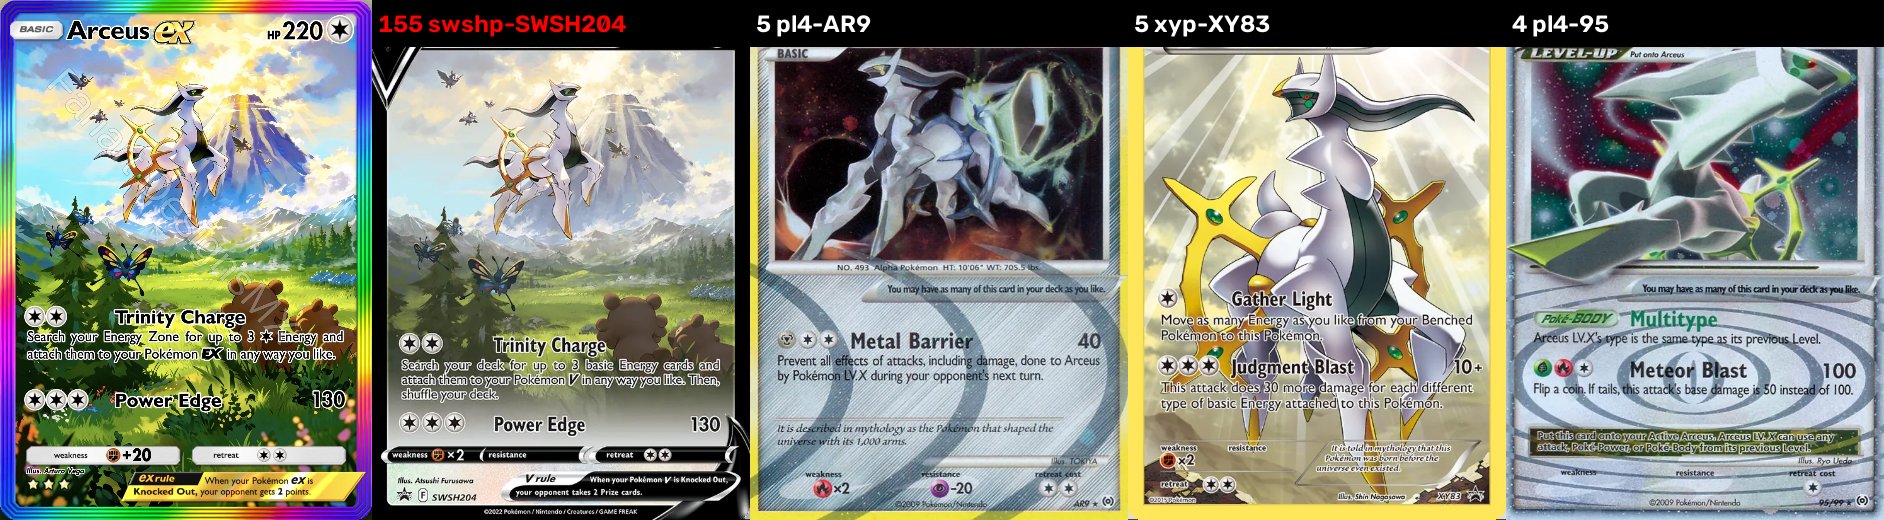 BASIC Arceus ex HP 220
Trinity Charge
Search your Energy Zone for up to 3 Energy and
attach them to your Pokémon ex in any way you like.
Power Edge 130
weakness +20 retreat
Illus. Arturo Vega
ex rule When your Pokémon ex is
Knocked Out, your opponent gets 2 points.
155 swshp-SWSH204
Trinity Charge
Search your deck for up to 3 basic Energy cards and
attach them to your Pokémon V in any way you like. Then,
shuffle your deck.
Power Edge 130
weakness ×2 resistance retreat
Illus. Atsushi Furusawa
V rule When your Pokémon V is Knocked Out,
your opponent takes 2 Prize cards.
F SWSH204
©2022 Pokémon / Nintendo / Creatures / GAME FREAK
5 pl4-AR9
BASIC
NO. 493 Alpha Pokémon HT: 10'06" WT: 705.5 lbs.
You may have as many of this card in your deck as you like.
Metal Barrier 40
Prevent all effects of attacks, including damage, done to Arceus
by Pokémon LV.X during your opponent's next turn.
It is described in mythology as the Pokémon that shaped the
universe with its 1,000 arms.
Illus. TOKIYA
weakness resistance retreat cost
×2 -20
©2009 Pokémon/Nintendo AR9
5 xyp-XY83
Gather Light
Move as many Energy as you like from your Benched
Pokémon to this Pokémon.
Judgment Blast 10+
This attack does 30 more damage for each different
type of basic Energy attached to this Pokémon.
weakness resistance
×2
retreat
It is told in mythology that this
Pokémon was born before the
universe even existed.
©2015 Pokémon Illus. Shin Nagasawa XY83
4 pl4-95
LEVEL-UP Put onto Arceus
You may have as many of this card in your deck as you like.
Poké-BODY Multitype
Arceus LV.X's type is the same type as its previous Level.
Meteor Blast 100
Flip a coin. If tails, this attack's base damage is 50 instead of 100.
Put this card onto your Active Arceus. Arceus LV.X can use any
attack, Poké-Power, or Poké-Body from its previous Level.
Illus. Ryo Ueda
weakness resistance retreat cost
©2009 Pokémon/Nintendo 95/99